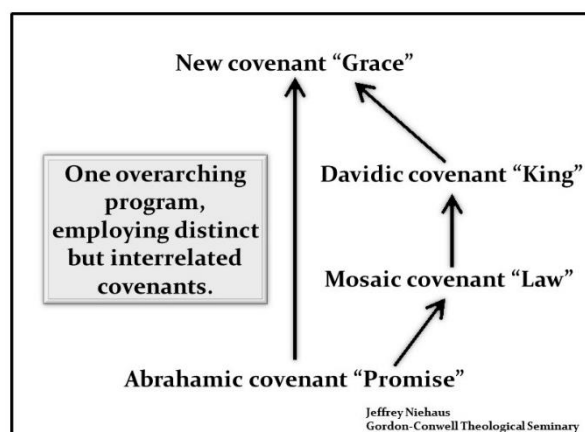 New covenant “Grace”
One overarching
program,
employing distinct
but interrelated
covenants.
Davidic covenant “King”
Mosaic covenant “Law”
Abrahamic covenant “Promise”
Jeffrey Niehaus
Gordon-Conwell Theological Seminary